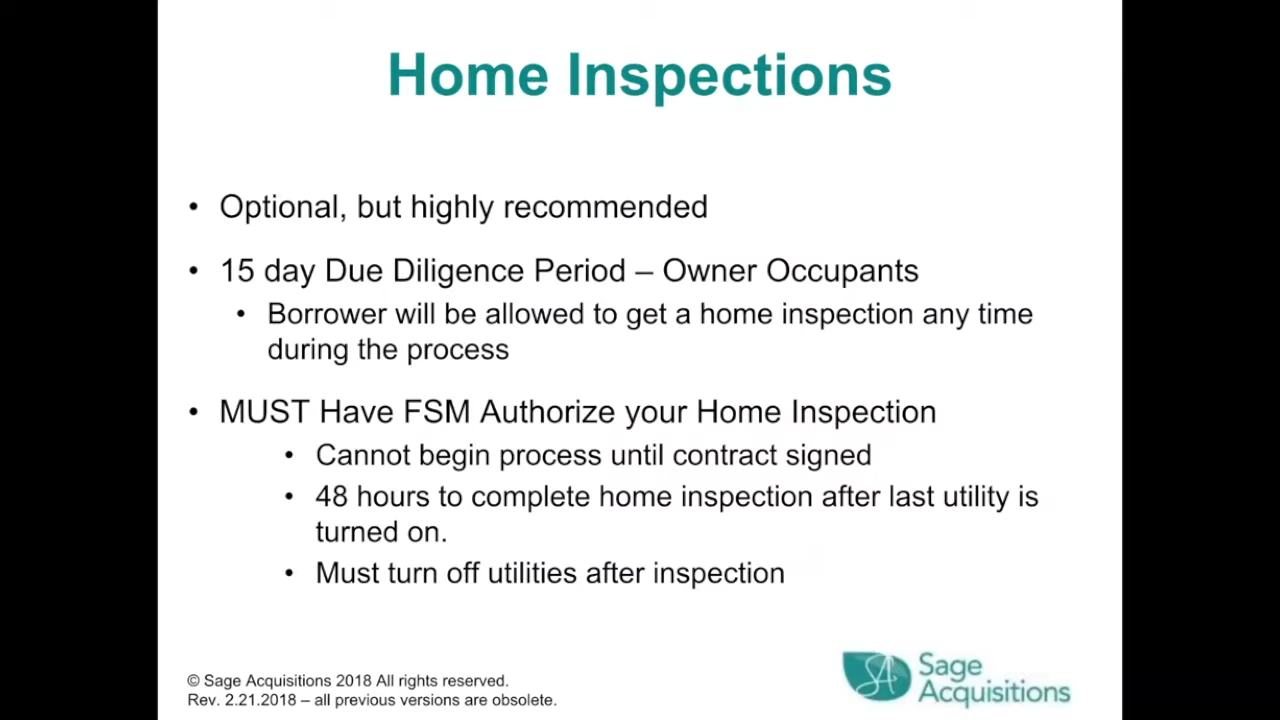 Home Inspections
• Optional, but highly recommended
• 15 day Due Diligence Period – Owner Occupants
• Borrower will be allowed to get a home inspection any time
during the process
• MUST Have FSM Authorize your Home Inspection
• Cannot begin process until contract signed
• 48 hours to complete home inspection after last utility is
turned on.
• Must turn off utilities after inspection
© Sage Acquisitions 2018 All rights reserved.
Rev. 2.21.2018 – all previous versions are obsolete.
SA
Sage
Acquisitions